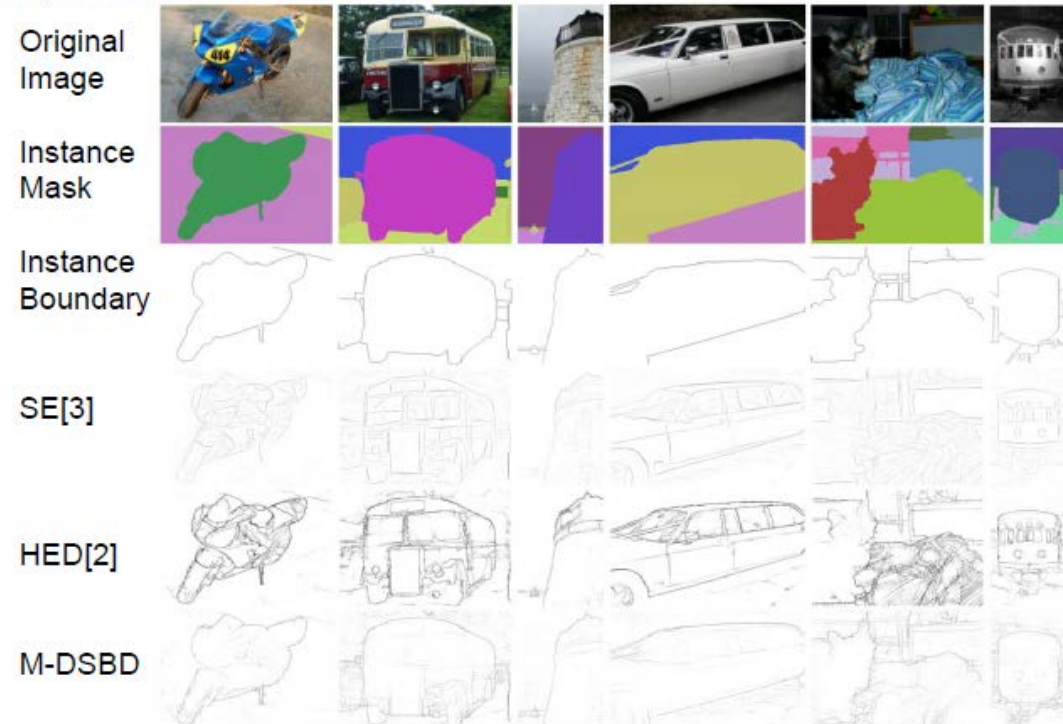 Original
Image
Instance
Mask
Instance
Boundary
SE[3]
HED[2]
M-DSBD